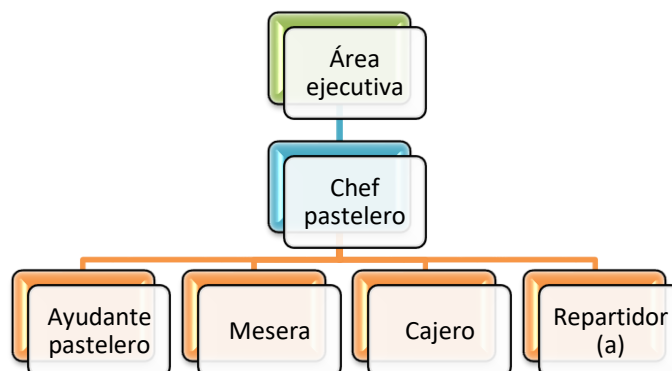 Área
ejecutiva
Chef
pastelero
Ayudante
pastelero
Mesera
Cajero
Repartidor
(a)